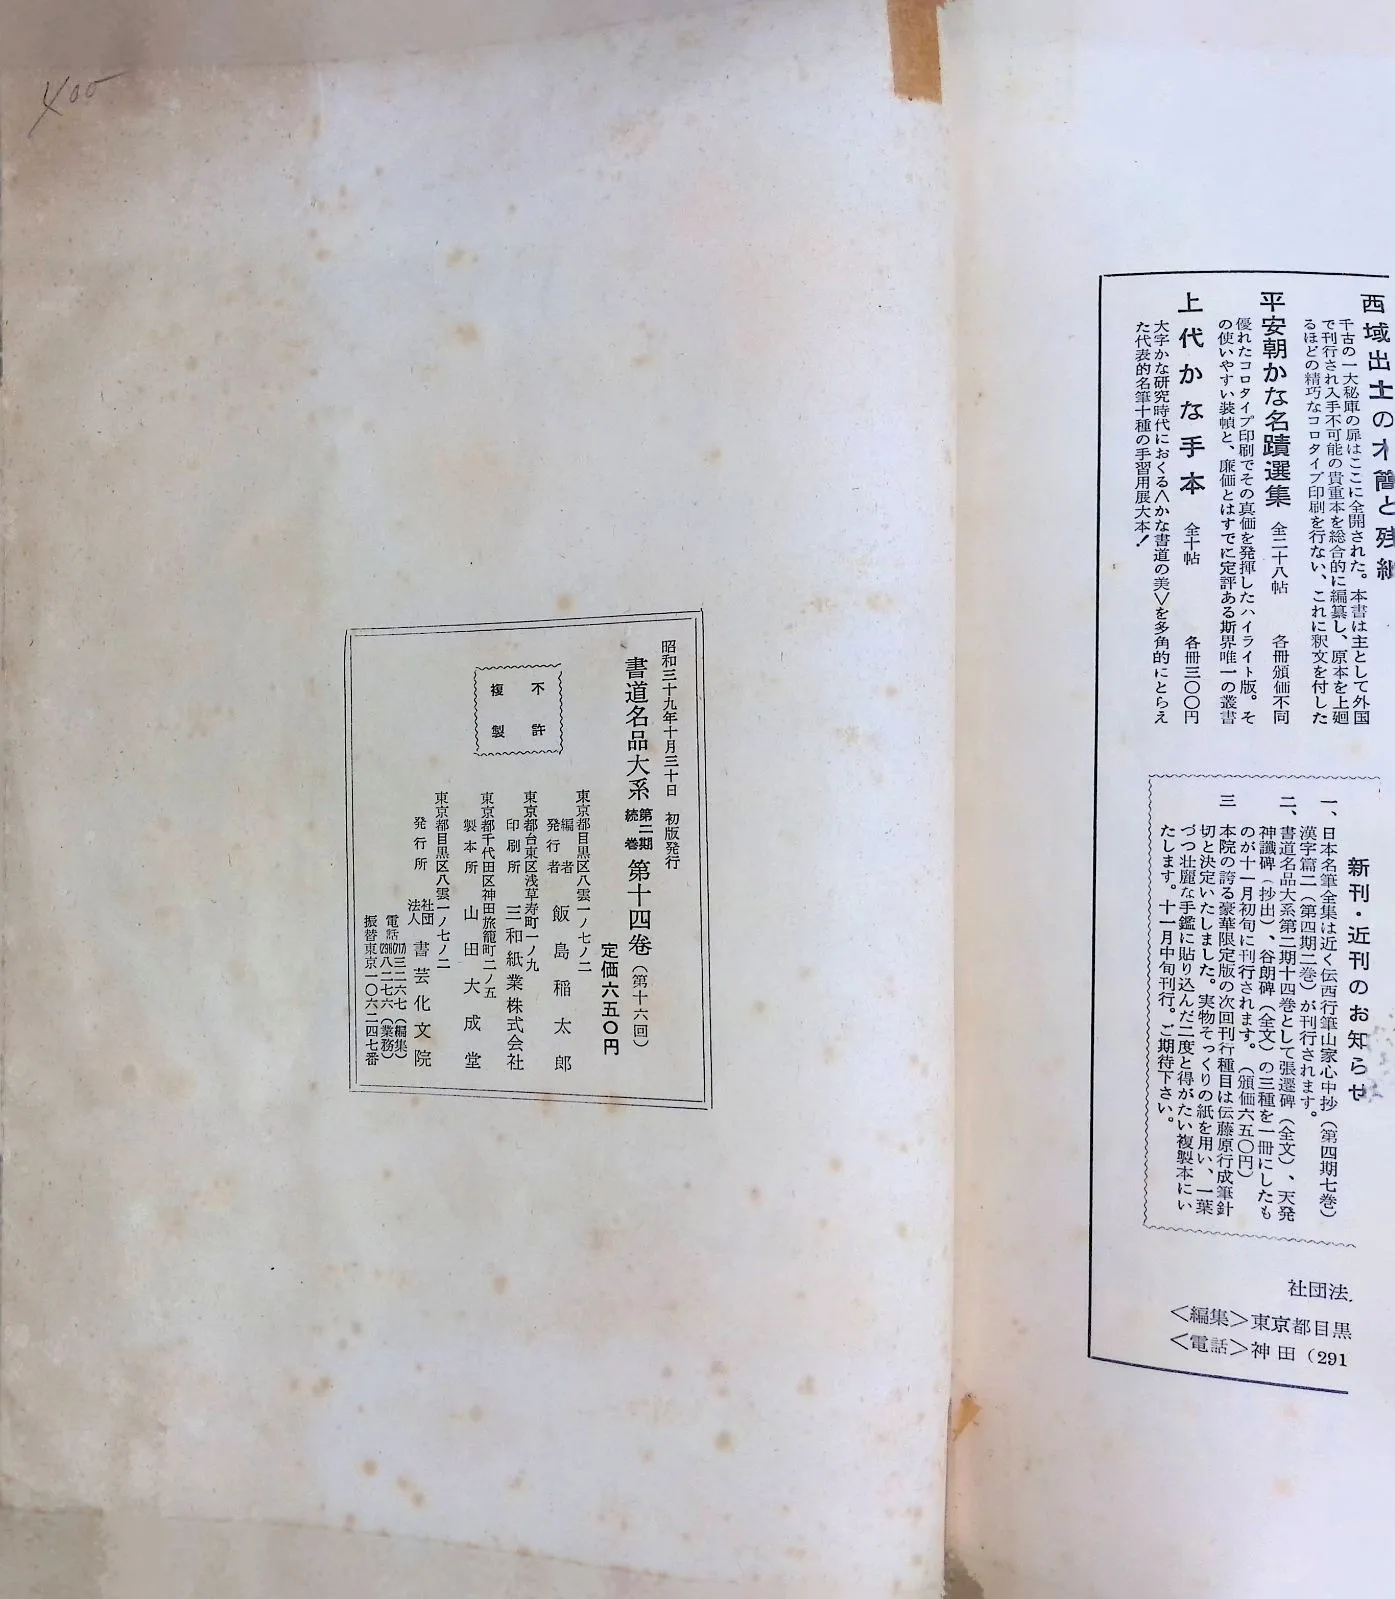 西域出土の木簡と残紙
千古の一大秘庫の扉はここに全開された。本書は主として外国
で刊行され入手不可能の貴重本を総合的に編纂し、原本を上廻
るほどの精巧なコロタイプ印刷を行ない、これに釈文を付した
平安朝かな名蹟選集 全二十八帖 各冊頒価不同
優れたコロタイプ印刷でその真価を発揮したハイライト版。そ
の使いやすい装幀と、廉価とはすでに定評ある斯界唯一の叢書
上代かな手本 全十帖 各冊三〇〇円
大字かな研究時代におくる〈かな書道の美〉を多角的にとらえ
た代表的名筆十種の手習用展大本!
新刊・近刊のお知らせ
一、日本名筆全集は近く伝西行筆山家心中抄(第四期七巻)
漢字篇二(第四期二巻)が刊行されます。
二、書道名品大系第二期十四巻として張遷碑(全文)、天発
神讖碑(抄出)、谷朗碑(全文)の三種を一冊にしたも
のが十一月初旬に刊行されます。(頒価六五〇円)
三 本院の誇る豪華限定版の次回刊行種目は伝藤原行成筆針
切と決定いたしました。実物そっくりの紙を用い、一葉
づつ壮麗な手鑑に貼り込んだ二度と得がたい複製本にい
たします。十一月中旬刊行。ご期待下さい。
社団法
<編集>東京都目黒
<電話>神田(291
400
昭和三十九年十月三十日 初版発行
書道名品大系 第二期続巻 第十四巻(第十六回)
定価六五〇円
不許
複製
東京都目黒区八雲一ノ七ノ二
編者
発行者 飯島稲太郎
東京都台東区浅草寿町一ノ九
印刷所 三和紙業株式会社
東京都千代田区神田旅籠町二ノ五
製本所 山田大成堂
東京都目黒区八雲一ノ七ノ二
発行所 社団法人 書芸文化院
電話(717)三二六七(編集)
(291)八二七六(業務)
振替東京一〇六二四七番